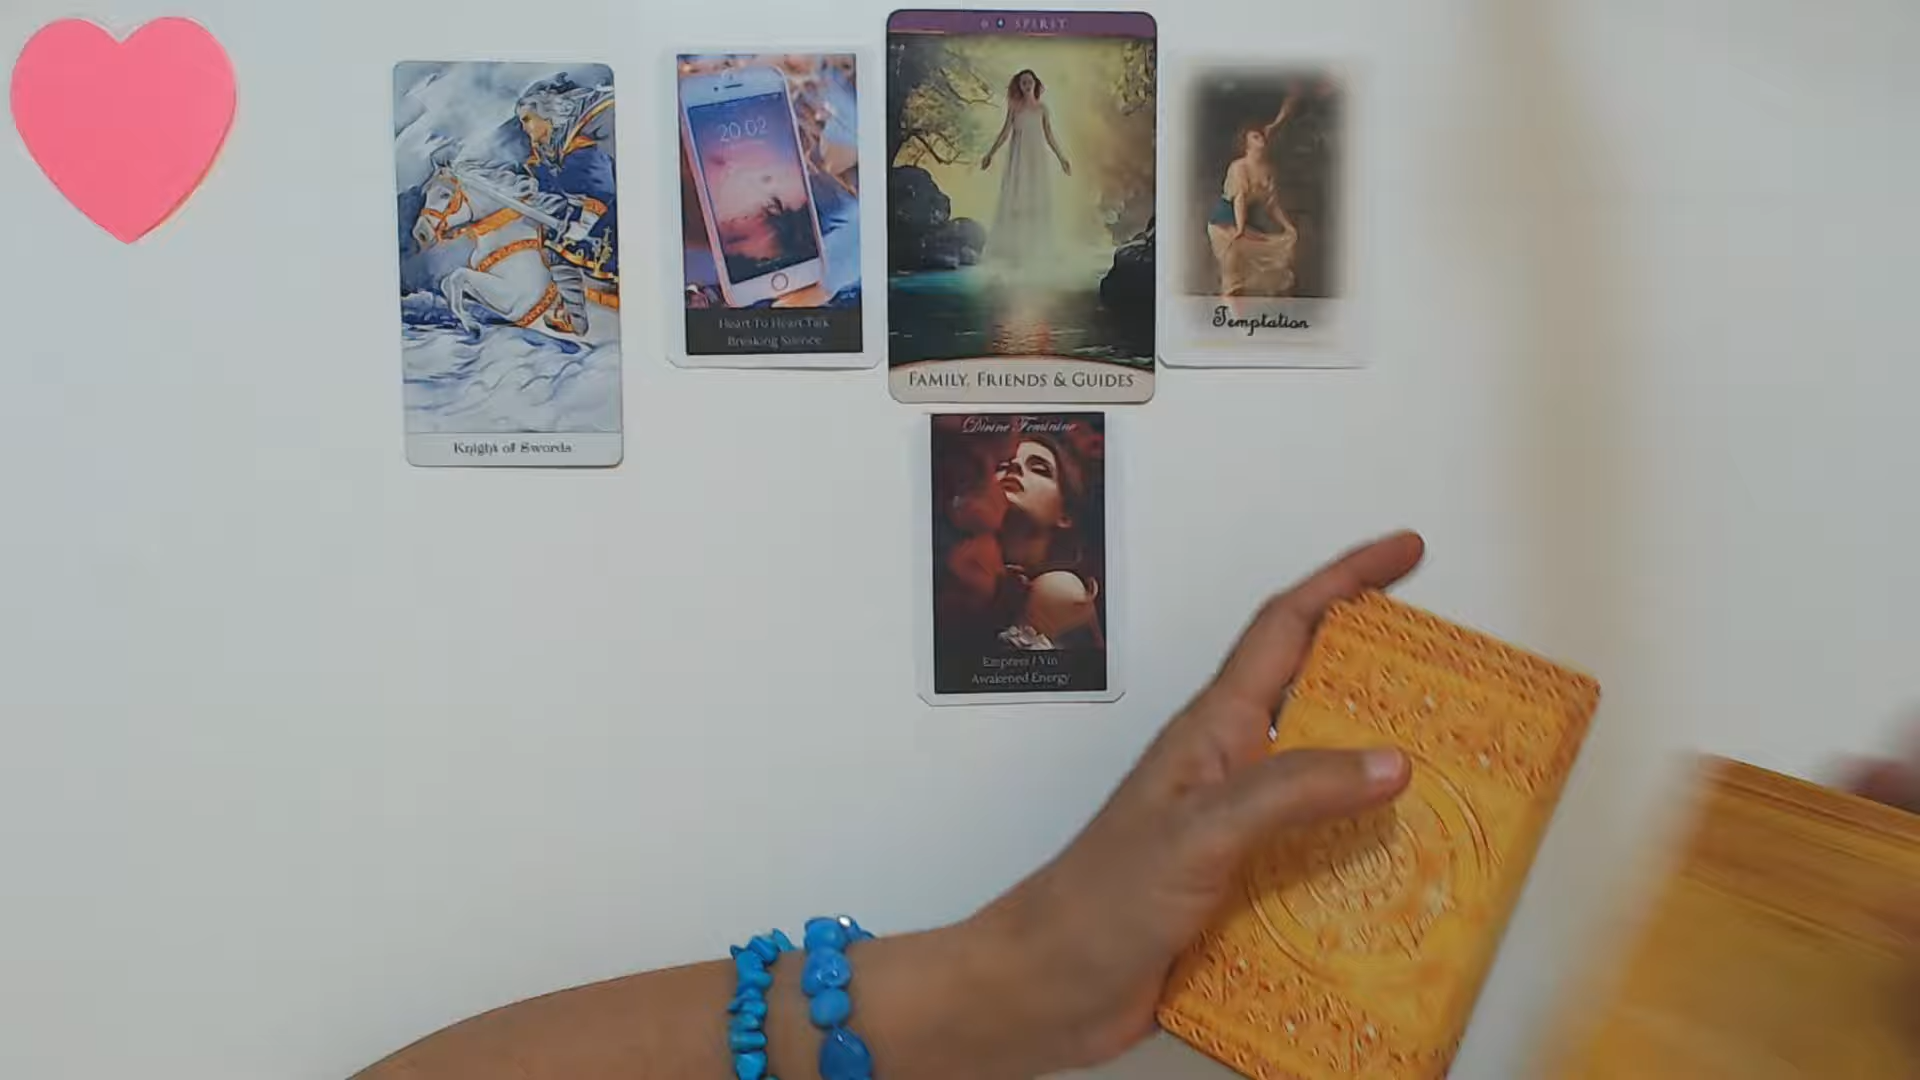 6 SPIRIT
20:02
Heart To Heart Talk
Breaking Silence
Temptation
FAMILY, FRIENDS & GUIDES
Knight of Swords
Divine Feminine
Empress / Yin
Awakened Energy